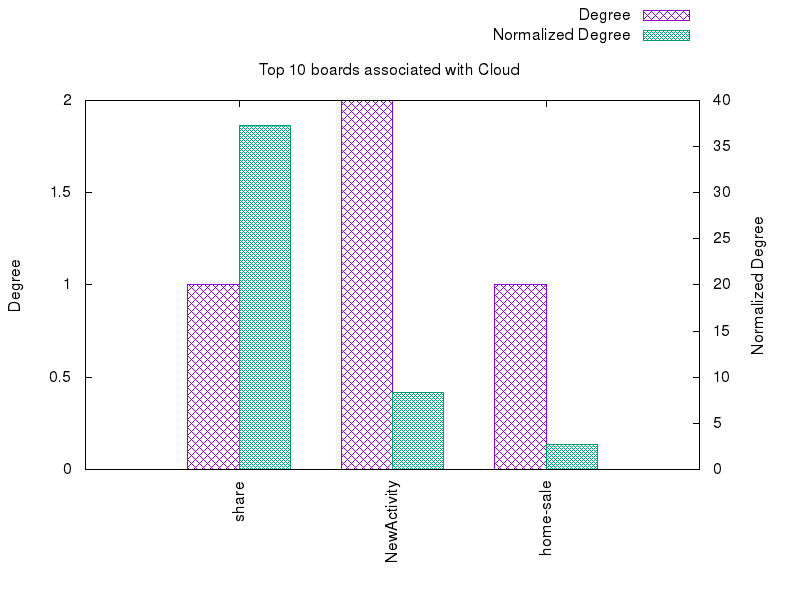 Degree
Normalized Degree
Top 10 boards associated with Cloud
2
1.5
1
0.5
0
40
35
30
25
20
15
10
5
0
Degree
Normalized Degree
share
NewActivity
home-sale